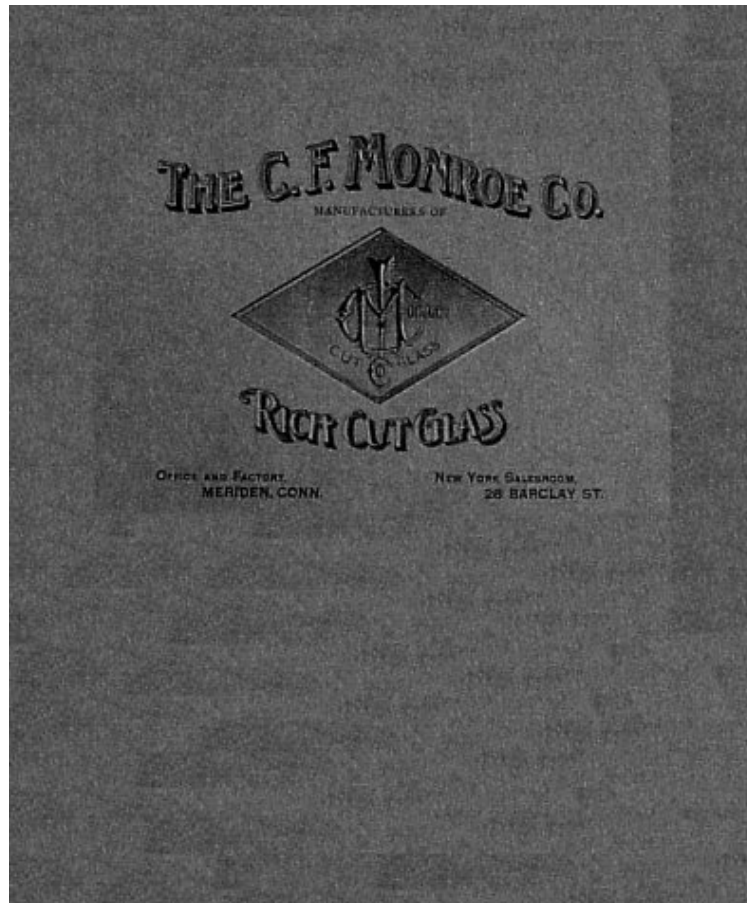 THE C. F. MONROE CO.
MANUFACTURERS OF
CUT GLASS
CO
RICH CUT GLASS
OFFICE AND FACTORY,
MERIDEN, CONN.
NEW YORK SALESROOM,
28 BARCLAY ST.